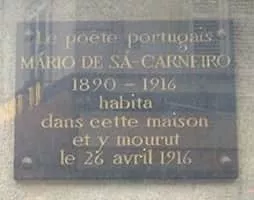 Le poète portugais
MÁRIO DE SÁ-CARNEIRO
1890 - 1916
habita
dans cette maison
et y mourut
le 26 avril 1916